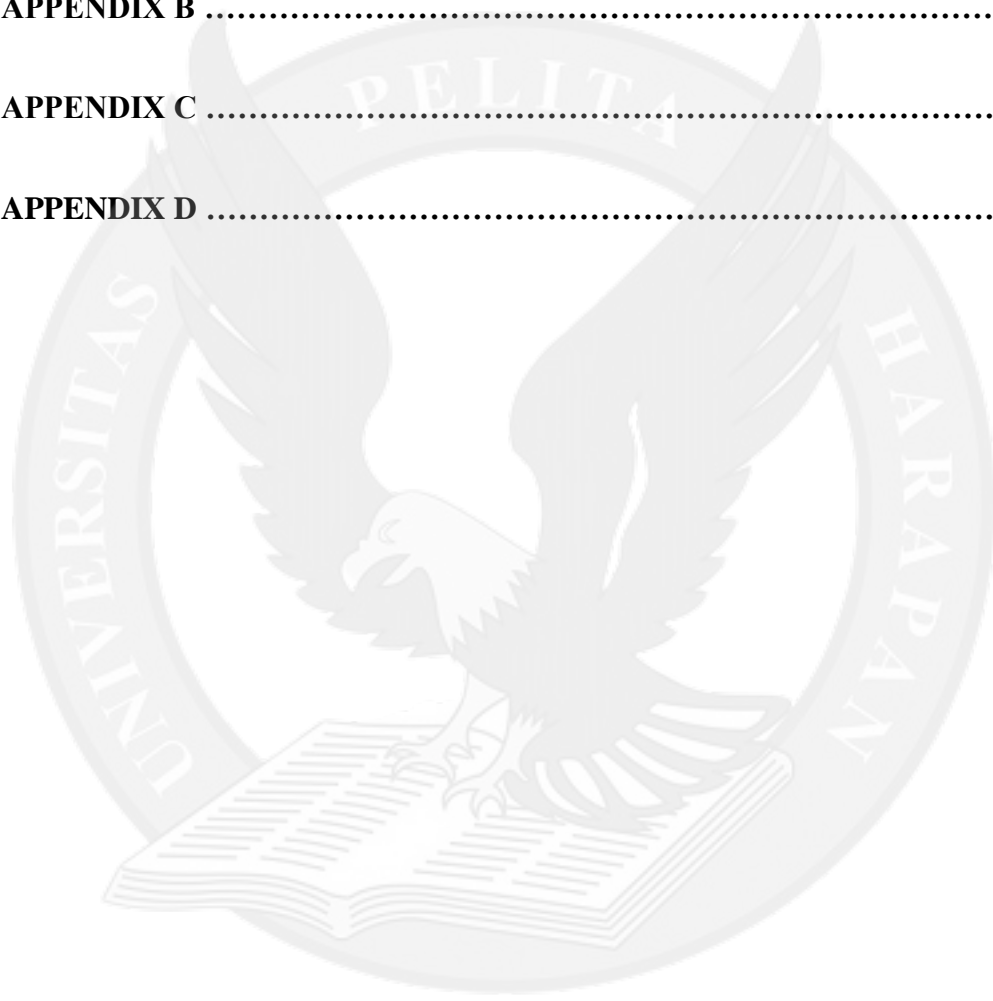 APPENDIX B ………………………………………………………………………
APPENDIX C ………………………………………………………………………
APPENDIX D ………………………………………………………………………
UNIVERSITAS PELITA HARAPAN